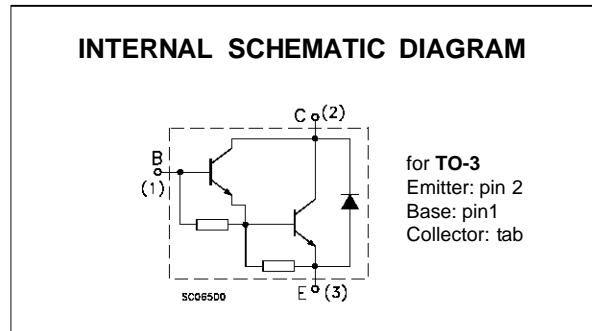 INTERNAL SCHEMATIC DIAGRAM
C (2)
B
(1)
for TO-3
Emitter: pin 2
Base: pin1
Collector: tab
SC06500
E (3)